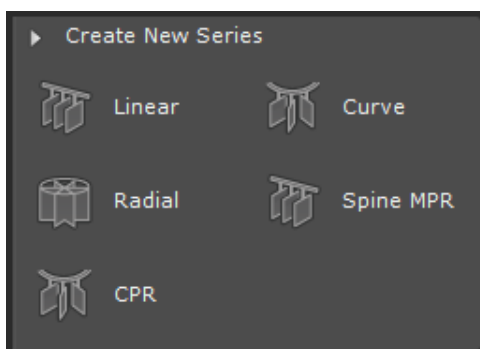 Create New Series
Linear
Curve
Radial
Spine MPR
CPR